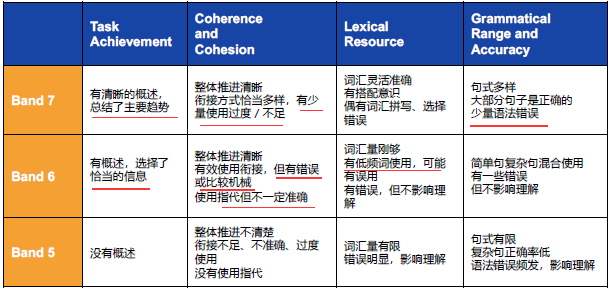 Task
Achievement
Coherence
and
Cohesion
Lexical
Resource
Grammatical
Range and
Accuracy
Band 7
有清晰的概述，
总结了主要趋势
整体推进清晰
衔接方式恰当多样，有少
量使用过度 / 不足
词汇灵活准确
有搭配意识
偶有词汇拼写、选择
错误
句式多样
大部分句子是正确的
少量语法错误
Band 6
有概述，选择了
恰当的信息
整体推进清晰
有效使用衔接，但有错误
或比较机械
使用指代但不一定准确
词汇量刚够
有低频词使用，可能
有误用
有错误，但不影响理解
简单句复杂句混合使用
有一些错误
但不影响理解
Band 5
没有概述
整体推进不清楚
衔接不足、不准确、过度
使用
没有使用指代
词汇量有限
错误明显，影响理解
句式有限
复杂句正确率低
语法错误频发，影响理解